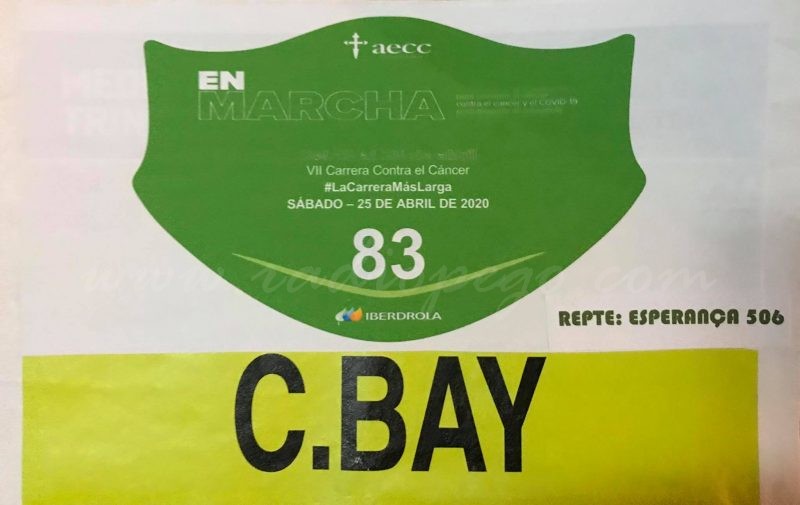 aecc
EN
MARCHA
contra el cáncer y el COVID-19
VII Carrera Contra el Cáncer
#LaCarreraMásLarga
SÁBADO – 25 DE ABRIL DE 2020
83
IBERDROLA
REPTE: ESPERANÇA 506
C.BAY